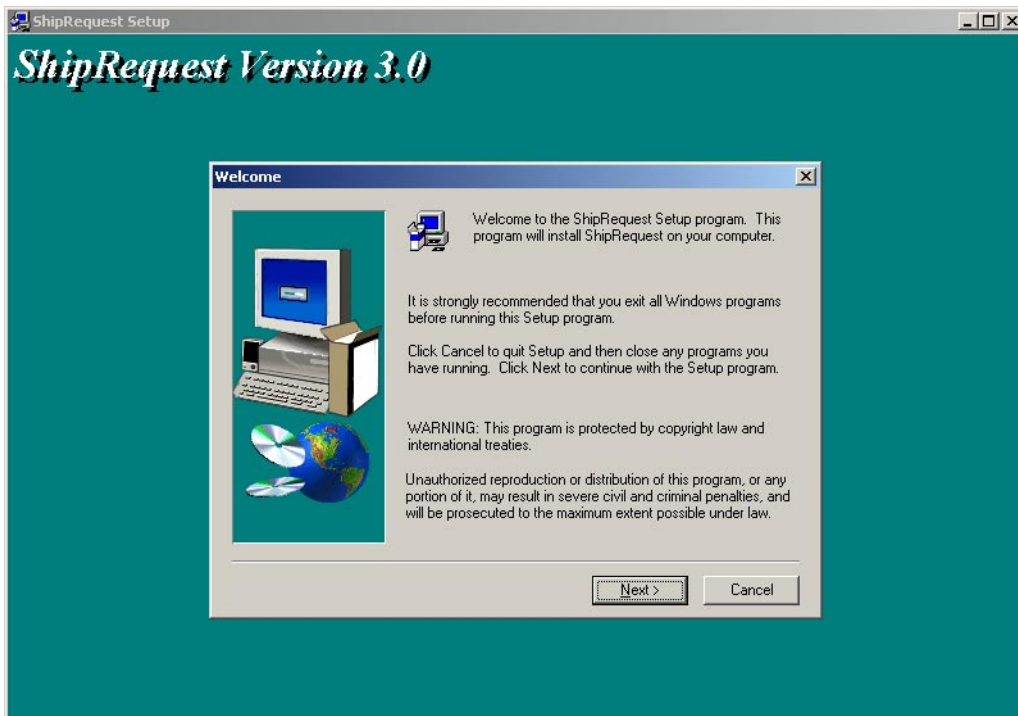 ShipRequest Setup
ShipRequest Version 3.0
Welcome
Welcome to the ShipRequest Setup program. This
program will install ShipRequest on your computer.
It is strongly recommended that you exit all Windows programs
before running this Setup program.
Click Cancel to quit Setup and then close any programs you
have running. Click Next to continue with the Setup program.
WARNING: This program is protected by copyright law and
international treaties.
Unauthorized reproduction or distribution of this program, or any
portion of it, may result in severe civil and criminal penalties, and
will be prosecuted to the maximum extent possible under law.
Next >
Cancel